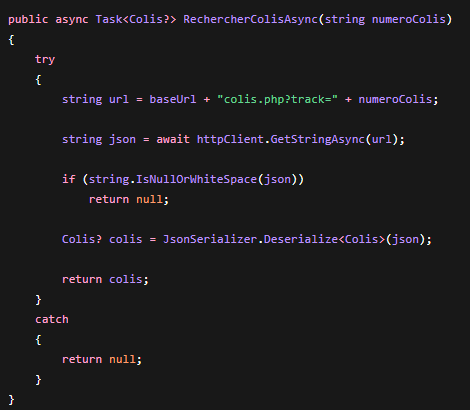 public async Task<Colis?> RechercherColisAsync(string numeroColis)
{
    try
    {
        string url = baseUrl + "colis.php?track=" + numeroColis;

        string json = await httpClient.GetStringAsync(url);

        if (string.IsNullOrWhiteSpace(json))
            return null;

        Colis? colis = JsonSerializer.Deserialize<Colis>(json);

        return colis;
    }
    catch
    {
        return null;
    }
}